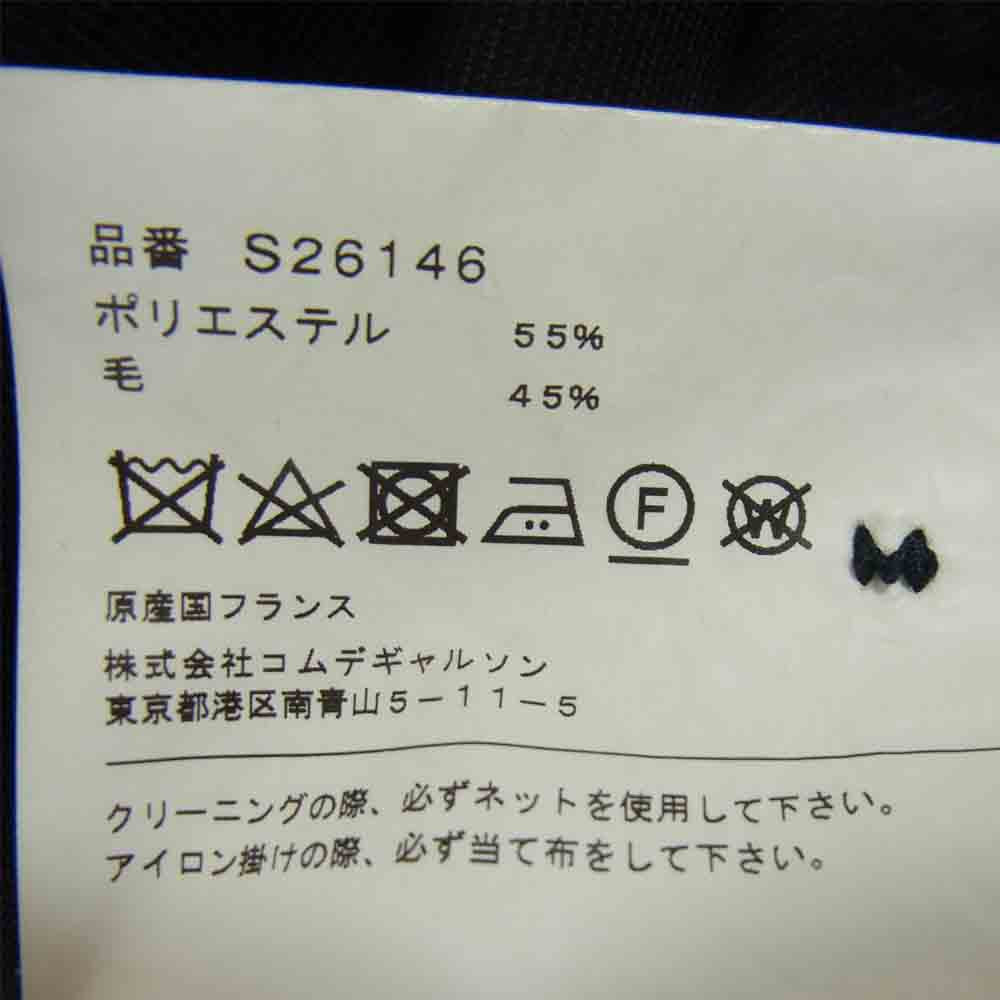 品番 S26146
ポリエステル 55%
毛 45%
F W
原産国フランス
株式会社コムデギャルソン
東京都港区南青山5-11-5
クリーニングの際、必ずネットを使用して下さい。
アイロン掛けの際、必ず当て布をして下さい。